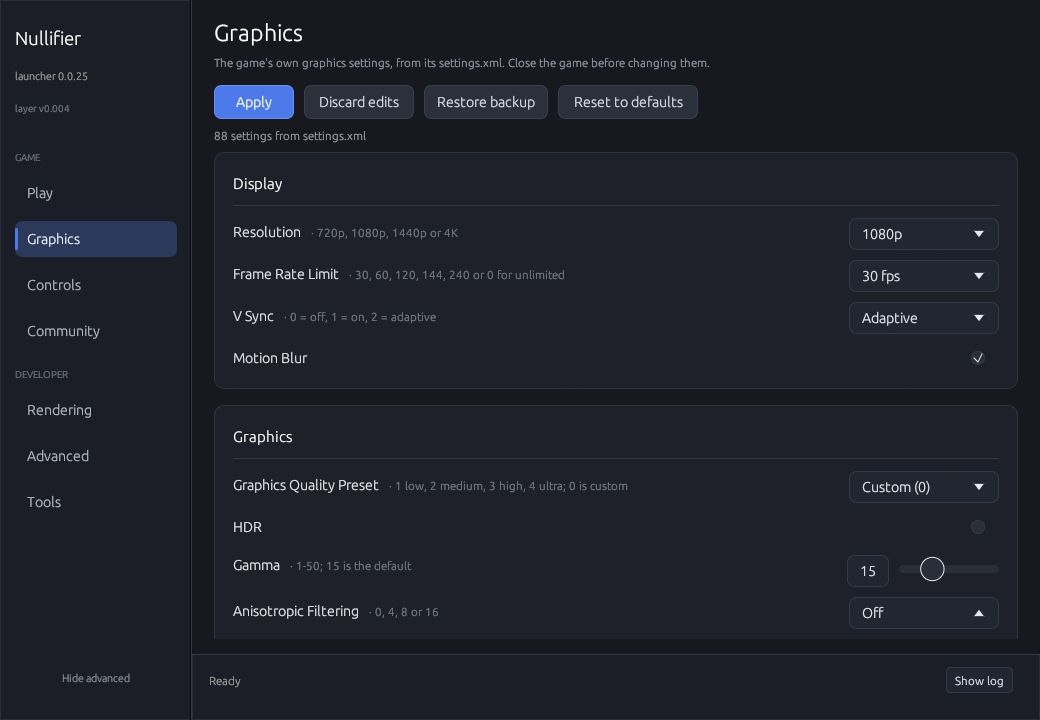 Nullifier
launcher 0.0.25
layer v0.004
GAME
Play
Graphics
Controls
Community
DEVELOPER
Rendering
Advanced
Tools
Hide advanced
Graphics
The game's own graphics settings, from its settings.xml. Close the game before changing them.
Apply Discard edits Restore backup Reset to defaults
88 settings from settings.xml
Display
Resolution · 720p, 1080p, 1440p or 4K 1080p
Frame Rate Limit · 30, 60, 120, 144, 240 or 0 for unlimited 30 fps
V Sync · 0 = off, 1 = on, 2 = adaptive Adaptive
Motion Blur
Graphics
Graphics Quality Preset · 1 low, 2 medium, 3 high, 4 ultra; 0 is custom Custom (0)
HDR
Gamma · 1-50; 15 is the default 15
Anisotropic Filtering · 0, 4, 8 or 16 Off
Ready Show log